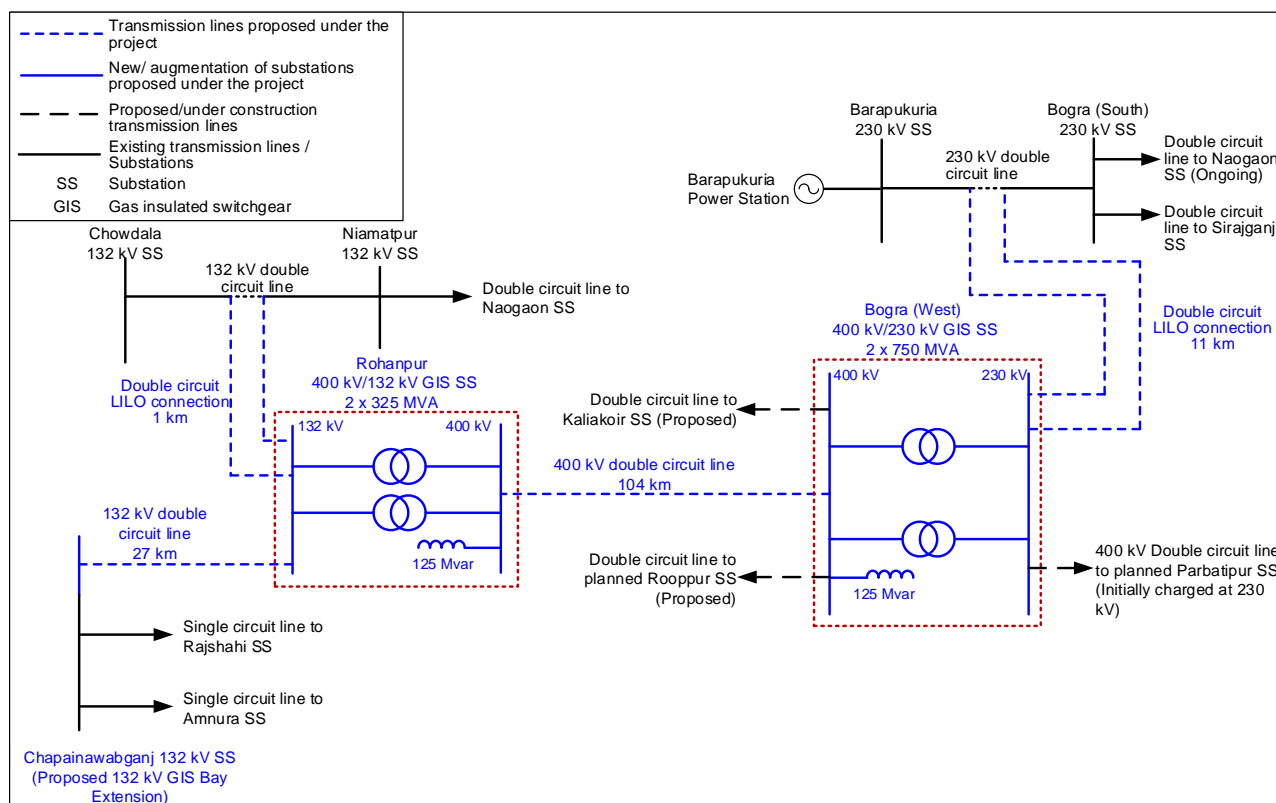 Transmission lines proposed under the
project
New/ augmentation of substations
proposed under the project
Proposed/under construction
transmission lines
Existing transmission lines /
Substations
SS Substation
GIS Gas insulated switchgear
Barapukuria
230 kV SS
Bogra (South)
230 kV SS
230 kV double
circuit line
Double circuit
line to Naogaon
SS (Ongoing)
Barapukuria
Power Station
Double circuit
line to Sirajganj
SS
Chowdala
132 kV SS
Niamatpur
132 kV SS
132 kV double
circuit line
Double circuit line to
Naogaon SS
Double circuit
LILO connection
1 km
Rohanpur
400 kV/132 kV GIS SS
2 x 325 MVA
132 kV
400 kV
125 Mvar
Bogra (West)
400 kV/230 kV GIS SS
2 x 750 MVA
400 kV
230 kV
Double circuit
LILO connection
11 km
Double circuit line to
Kaliakoir SS (Proposed)
400 kV double circuit line
104 km
132 kV double
circuit line
27 km
Double circuit line to
planned Rooppur SS
(Proposed)
125 Mvar
400 kV Double circuit line
to planned Parbatipur SS
(Initially charged at 230
kV)
Single circuit line to
Rajshahi SS
Single circuit line to
Amnura SS
Chapainawabganj 132 kV SS
(Proposed 132 kV GIS Bay
Extension)